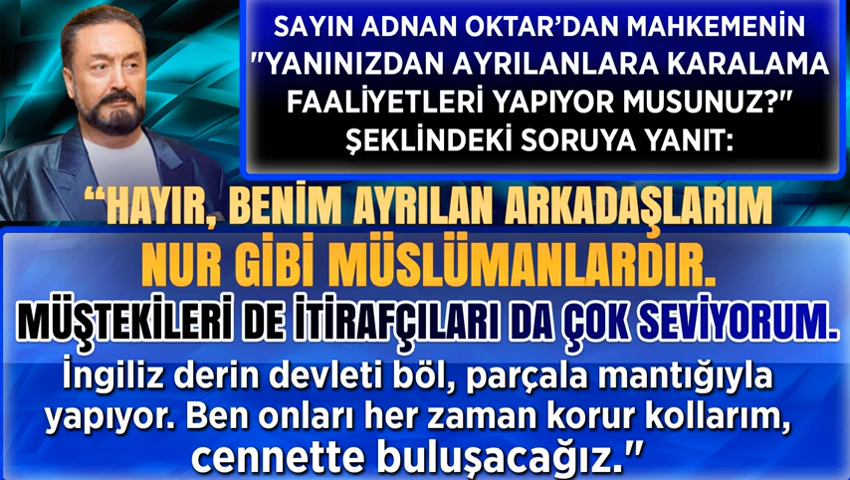 SAYIN ADNAN OKTAR’DAN MAHKEMENİN
"YANINIZDAN AYRILANLARA KARALAMA
FAALİYETLERİ YAPIYOR MUSUNUZ?"
ŞEKLİNDEKİ SORUYA YANIT:
“HAYIR, BENİM AYRILAN ARKADAŞLARIM
NUR GİBİ MÜSLÜMANLARDIR.
MÜŞTEKİLERİ DE İTİRAFÇILARI DA ÇOK SEVİYORUM.
İngiliz derin devleti böl, parçala mantığıyla
yapıyor. Ben onları her zaman korur kollarım,
cennette buluşacağız."